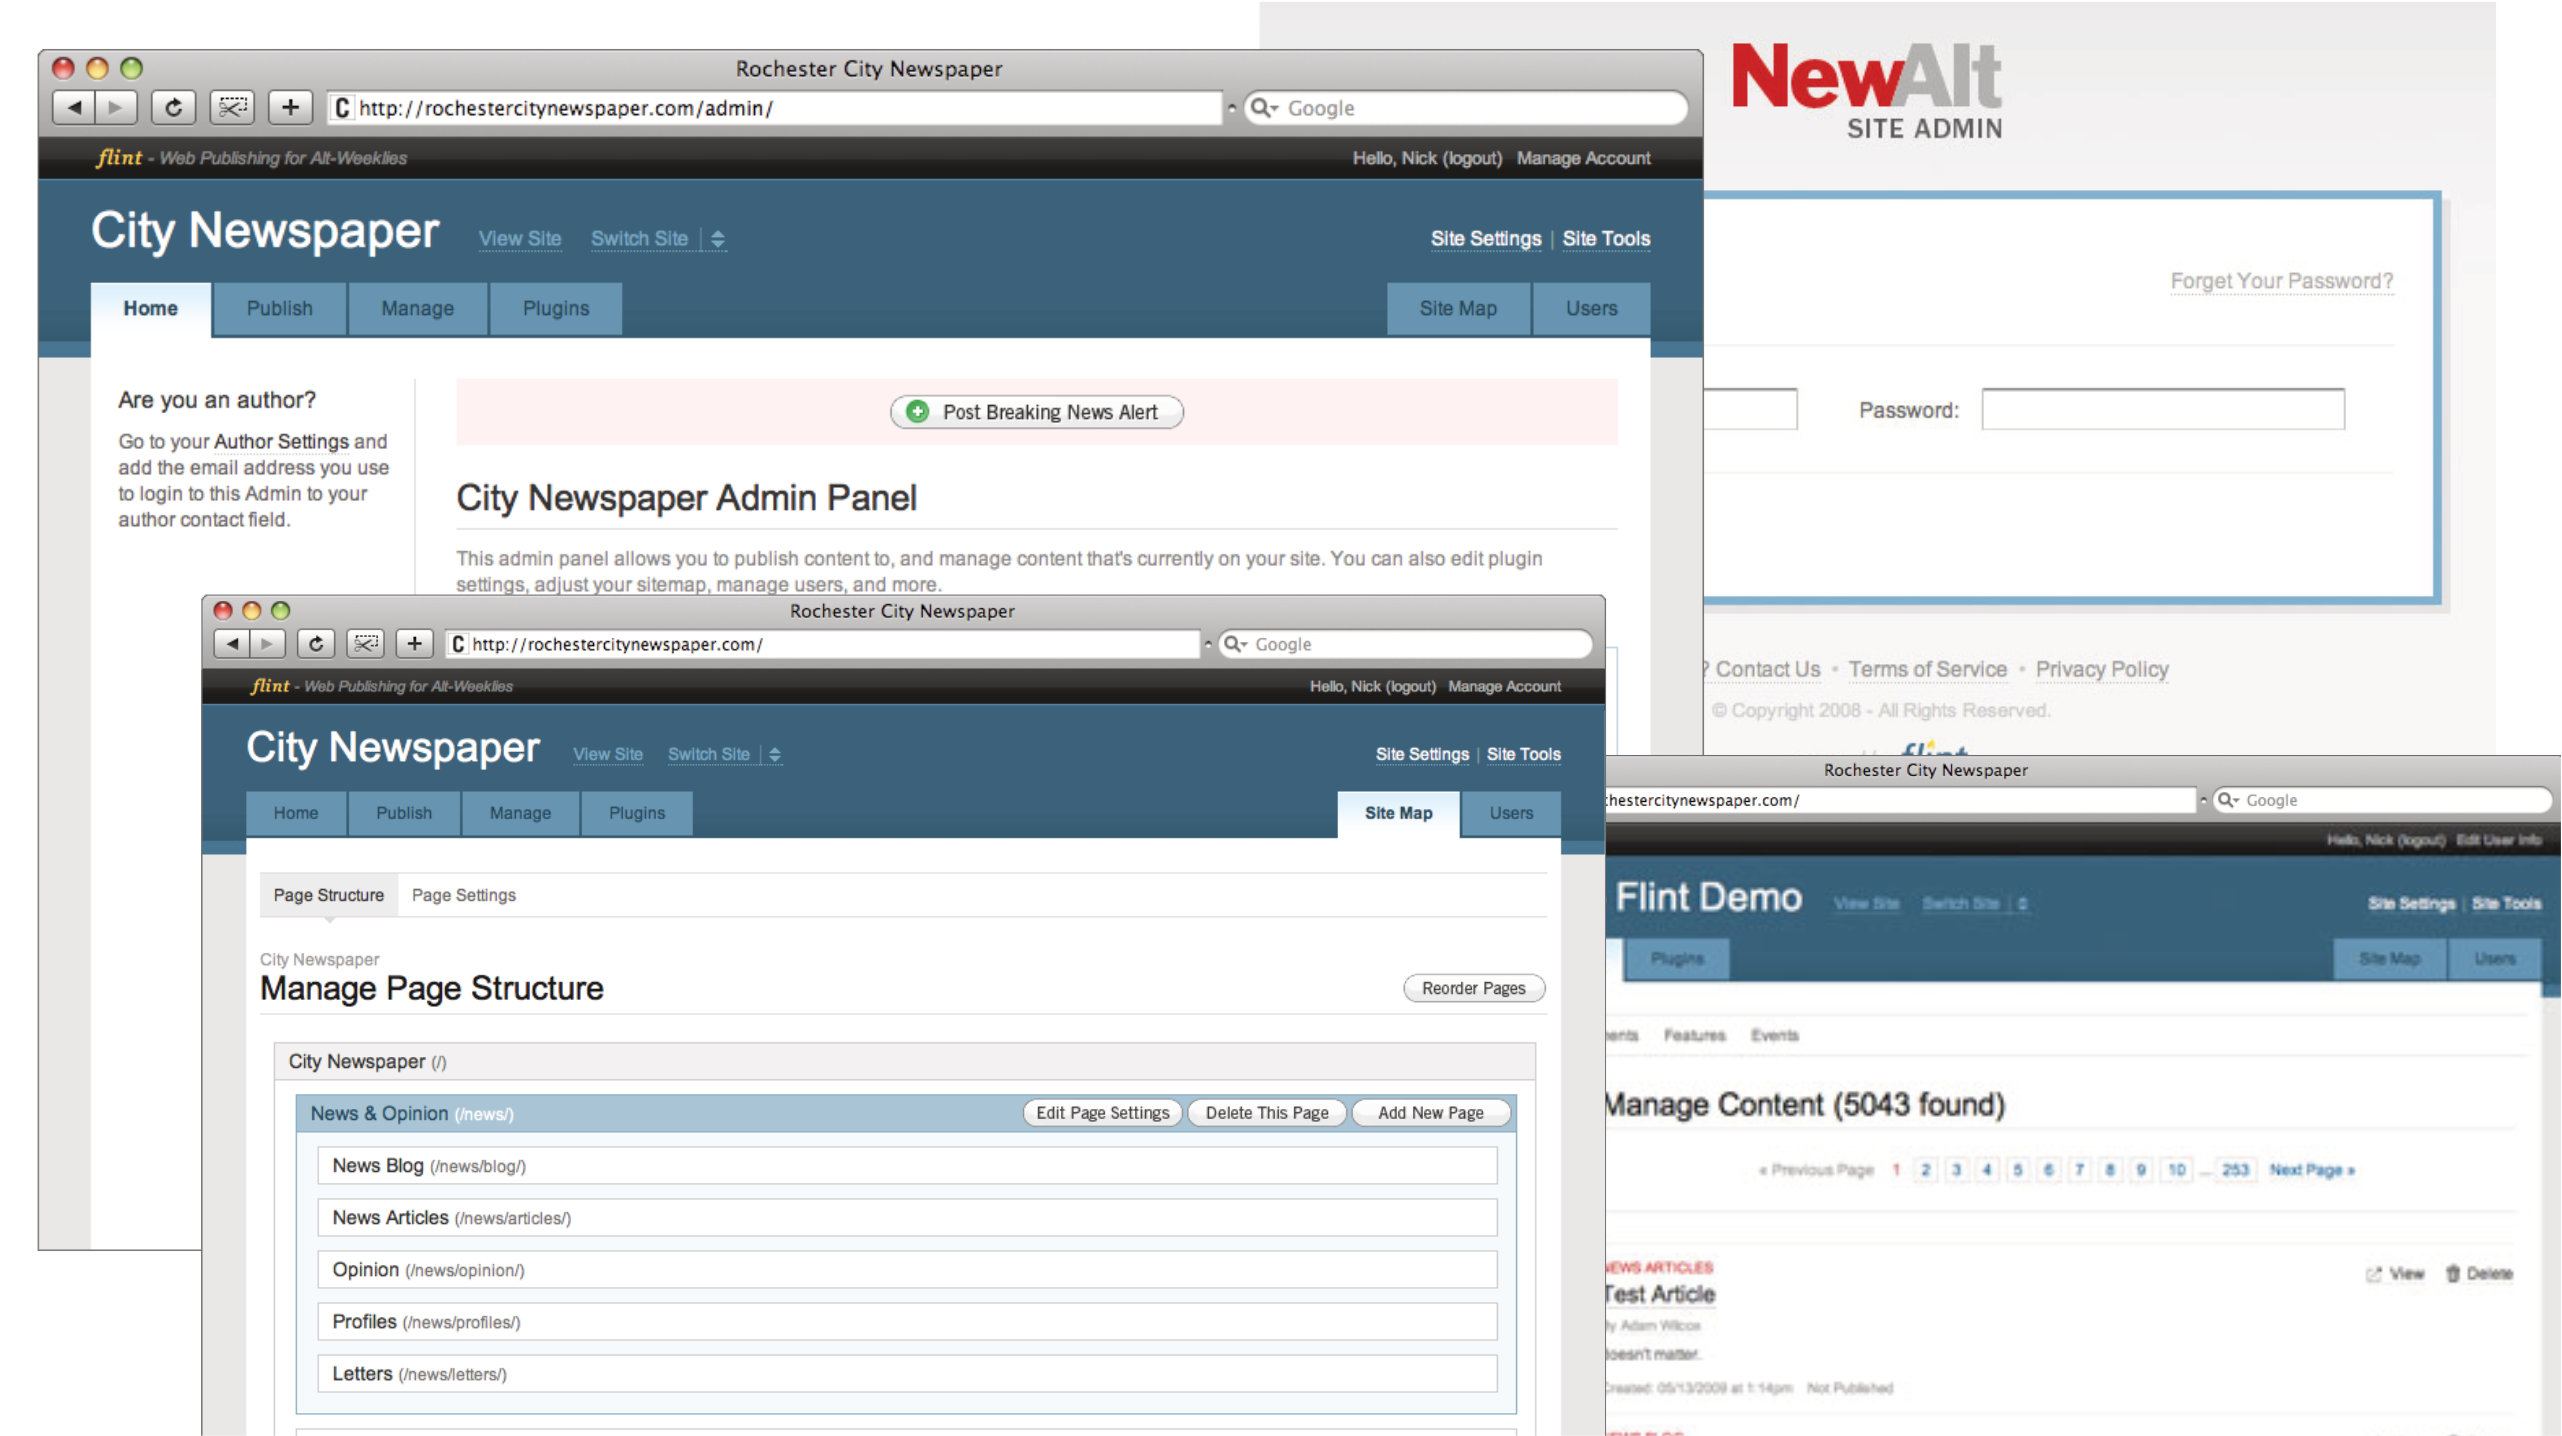 Rochester City Newspaper
C http://rochestercitynewspaper.com/admin/
Google
flint - Web Publishing for Alt-Weeklies
Hello, Nick (logout) Manage Account
City Newspaper View Site Switch Site
Site Settings | Site Tools
Home Publish Manage Plugins
Site Map Users
Are you an author?
Go to your Author Settings and
add the email address you use
to login to this Admin to your
author contact field.
Post Breaking News Alert
City Newspaper Admin Panel
This admin panel allows you to publish content to, and manage content that's currently on your site. You can also edit plugin
settings, adjust your sitemap, manage users, and more.
NewAlt
SITE ADMIN
Forget Your Password?
Password:
? Contact Us • Terms of Service • Privacy Policy
© Copyright 2008 - All Rights Reserved.
flint
Rochester City Newspaper
C http://rochestercitynewspaper.com/
Google
flint - Web Publishing for Alt-Weeklies
Hello, Nick (logout) Manage Account
City Newspaper View Site Switch Site
Site Settings | Site Tools
Home Publish Manage Plugins
Site Map Users
Page Structure Page Settings
City Newspaper
Manage Page Structure
Reorder Pages
City Newspaper (/)
News & Opinion (/news/)
Edit Page Settings Delete This Page Add New Page
News Blog (/news/blog/)
News Articles (/news/articles/)
Opinion (/news/opinion/)
Profiles (/news/profiles/)
Letters (/news/letters/)
Rochester City Newspaper
hestercitynewspaper.com/
Google
Hello, Nick (logout) Edit User Info
Flint Demo View Site Switch Site
Site Settings | Site Tools
Plugins
Site Map Users
ents Features Events
Manage Content (5043 found)
« Previous Page 1 2 3 4 5 6 7 8 9 10 ... 253 Next Page »
NEWS ARTICLES
View Delete
Test Article
By Adam Wilcox
doesn't matter.
Created: 05/13/2009 at 1:14pm Not Published